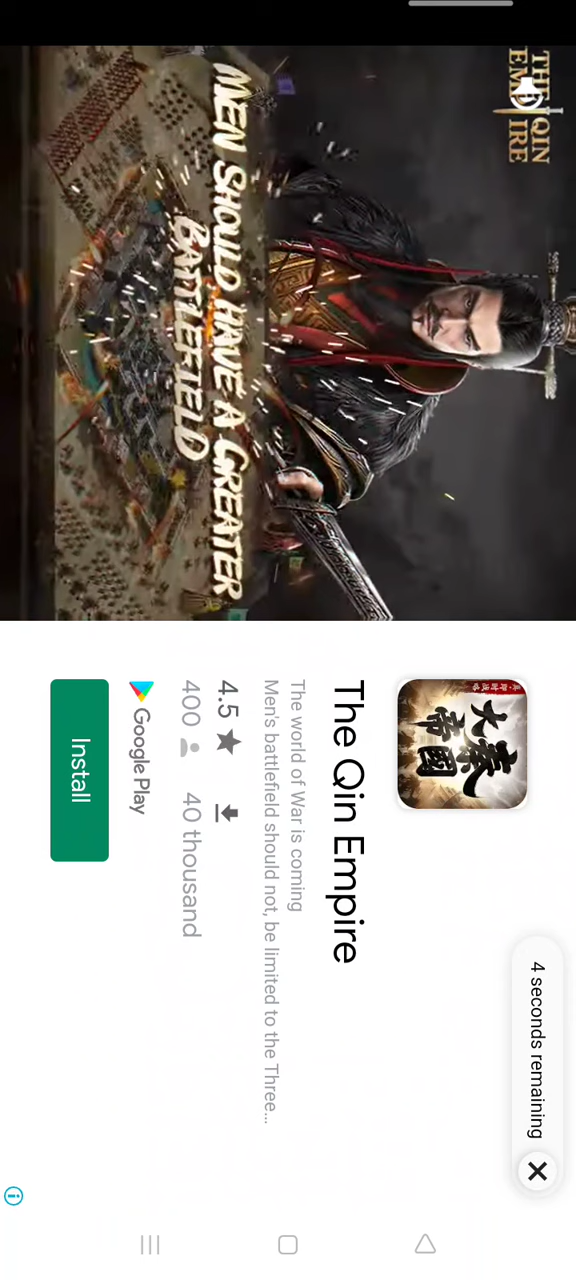 THE QIN
EMPIRE
MEN SHOULD HAVE A GREATER
BATTLEFIELD
大秦
帝國
4 seconds remaining
The Qin Empire
The world of War is coming
Men's battlefield should not, be limited to the Three...
4.5
400
40 thousand
Google Play
Install